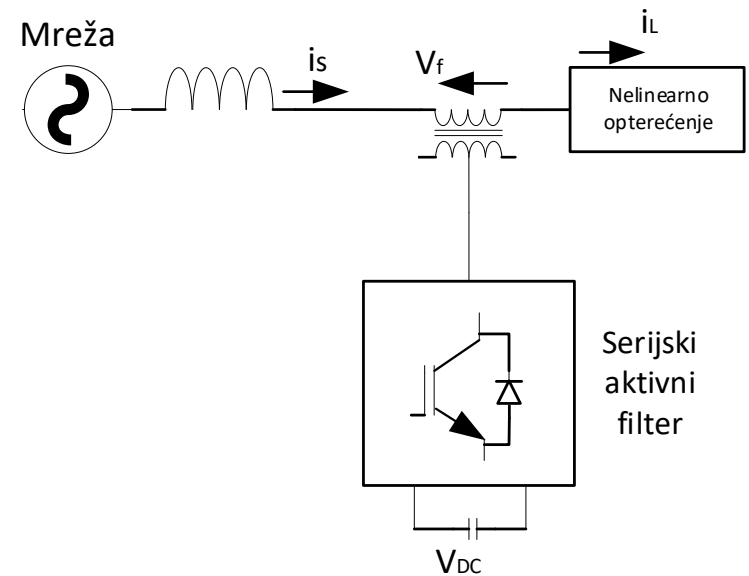 Mreža
is
Vf
iL
Nelinearno
opterećenje
Serijski
aktivni
filter
VDC